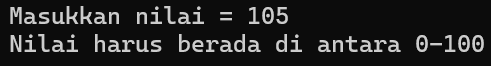 Masukkan nilai = 105
Nilai harus berada di antara 0-100